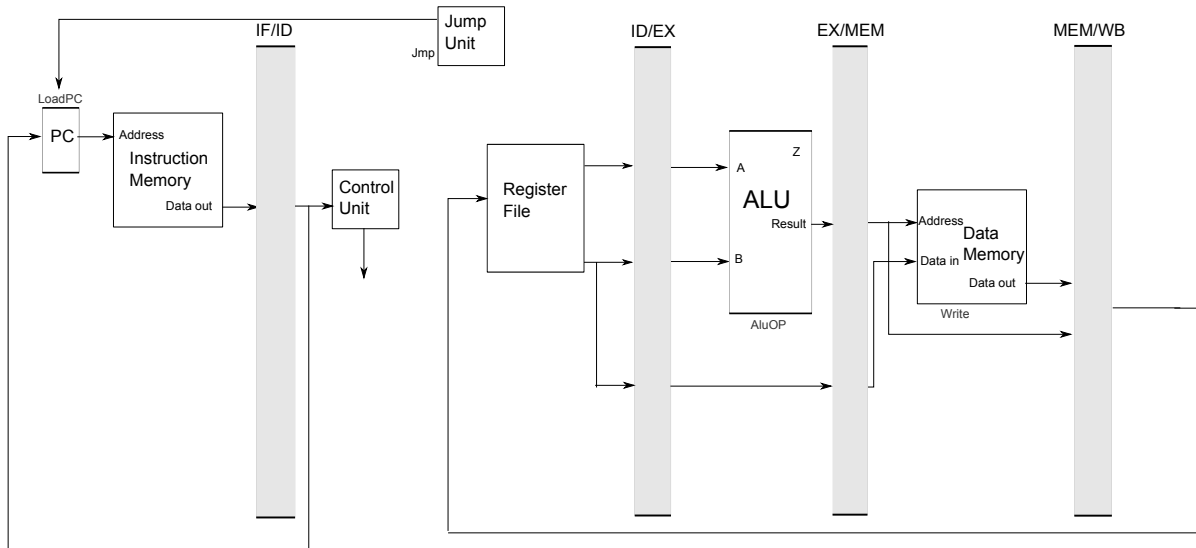 Jump
Unit
Jmp
IF/ID
ID/EX
EX/MEM
MEM/WB
LoadPC
PC
Address
Instruction
Memory
Data out
Control
Unit
Register
File
Z
A
ALU
Result
B
AluOP
Address
Data
Memory
Data in
Data out
Write